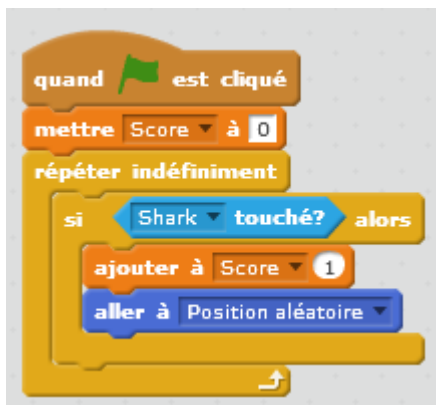 quand est cliqué
mettre Score à 0
répéter indéfiniment
si Shark touché? alors
ajouter à Score 1
aller à Position aléatoire